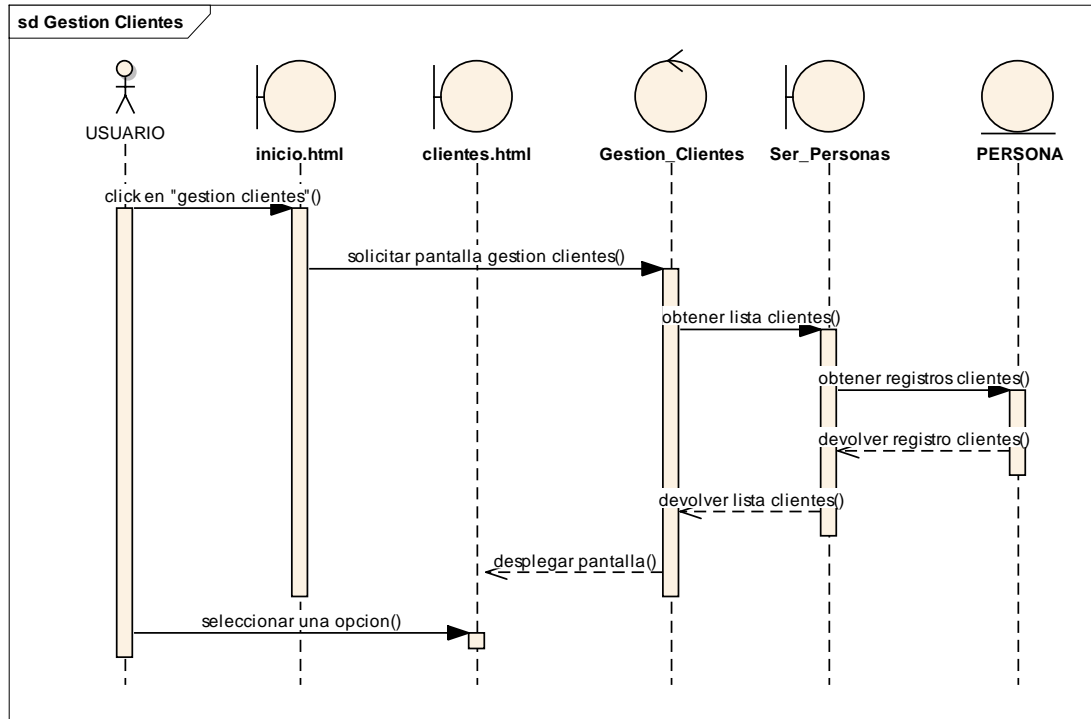 sd Gestion Clientes
USUARIO
inicio.html
clientes.html
Gestion_Clientes
Ser_Personas
PERSONA
click en "gestion clientes"()
solicitar pantalla gestion clientes()
obtener lista clientes()
obtener registros clientes()
devolver registro clientes()
devolver lista clientes()
desplegar pantalla()
seleccionar una opcion()